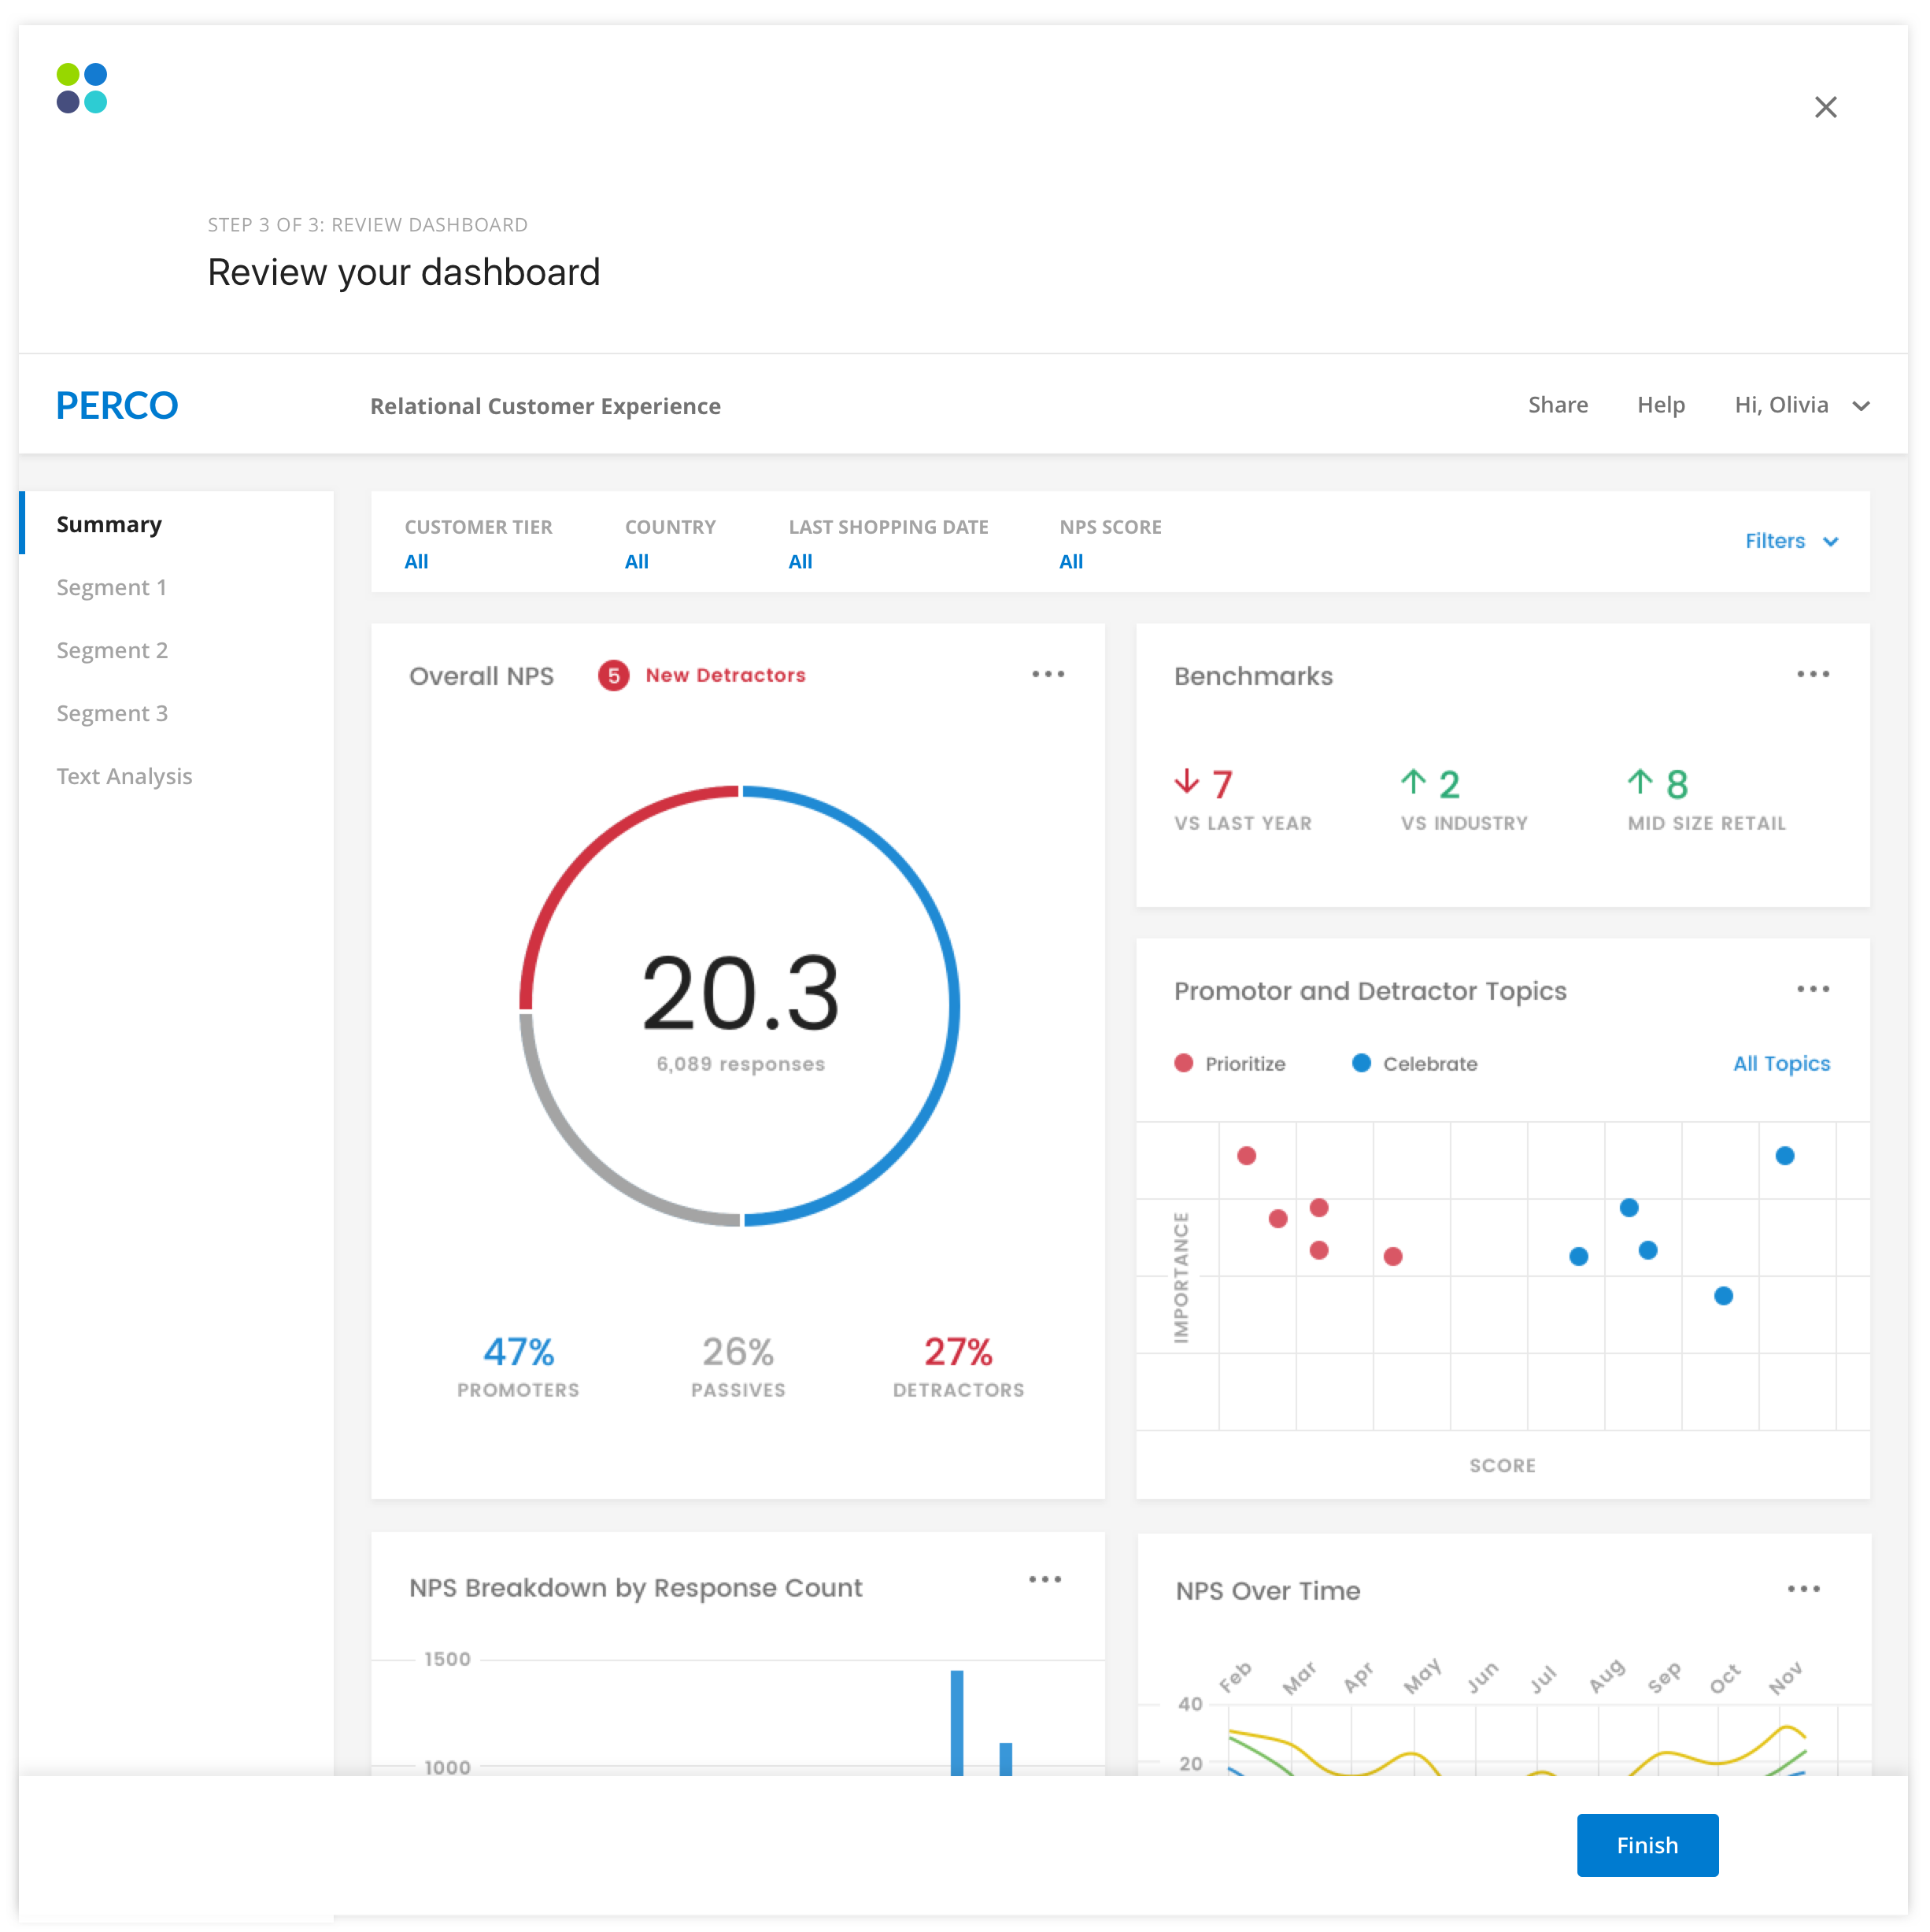 STEP 3 OF 3: REVIEW DASHBOARD
Review your dashboard
PERCO
Relational Customer Experience
Share Help Hi, Olivia
Summary
Segment 1
Segment 2
Segment 3
Text Analysis
CUSTOMER TIER COUNTRY LAST SHOPPING DATE NPS SCORE
All All All All
Filters
Overall NPS 5 New Detractors
20.3
6,089 responses
47% 26% 27%
PROMOTERS PASSIVES DETRACTORS
Benchmarks
7 2 8
VS LAST YEAR VS INDUSTRY MID SIZE RETAIL
Promotor and Detractor Topics
Prioritize Celebrate All Topics
IMPORTANCE
SCORE
NPS Breakdown by Response Count
1500
1000
NPS Over Time
Feb Mar Apr May Jun Jul Aug Sep Oct Nov
40
20
Finish